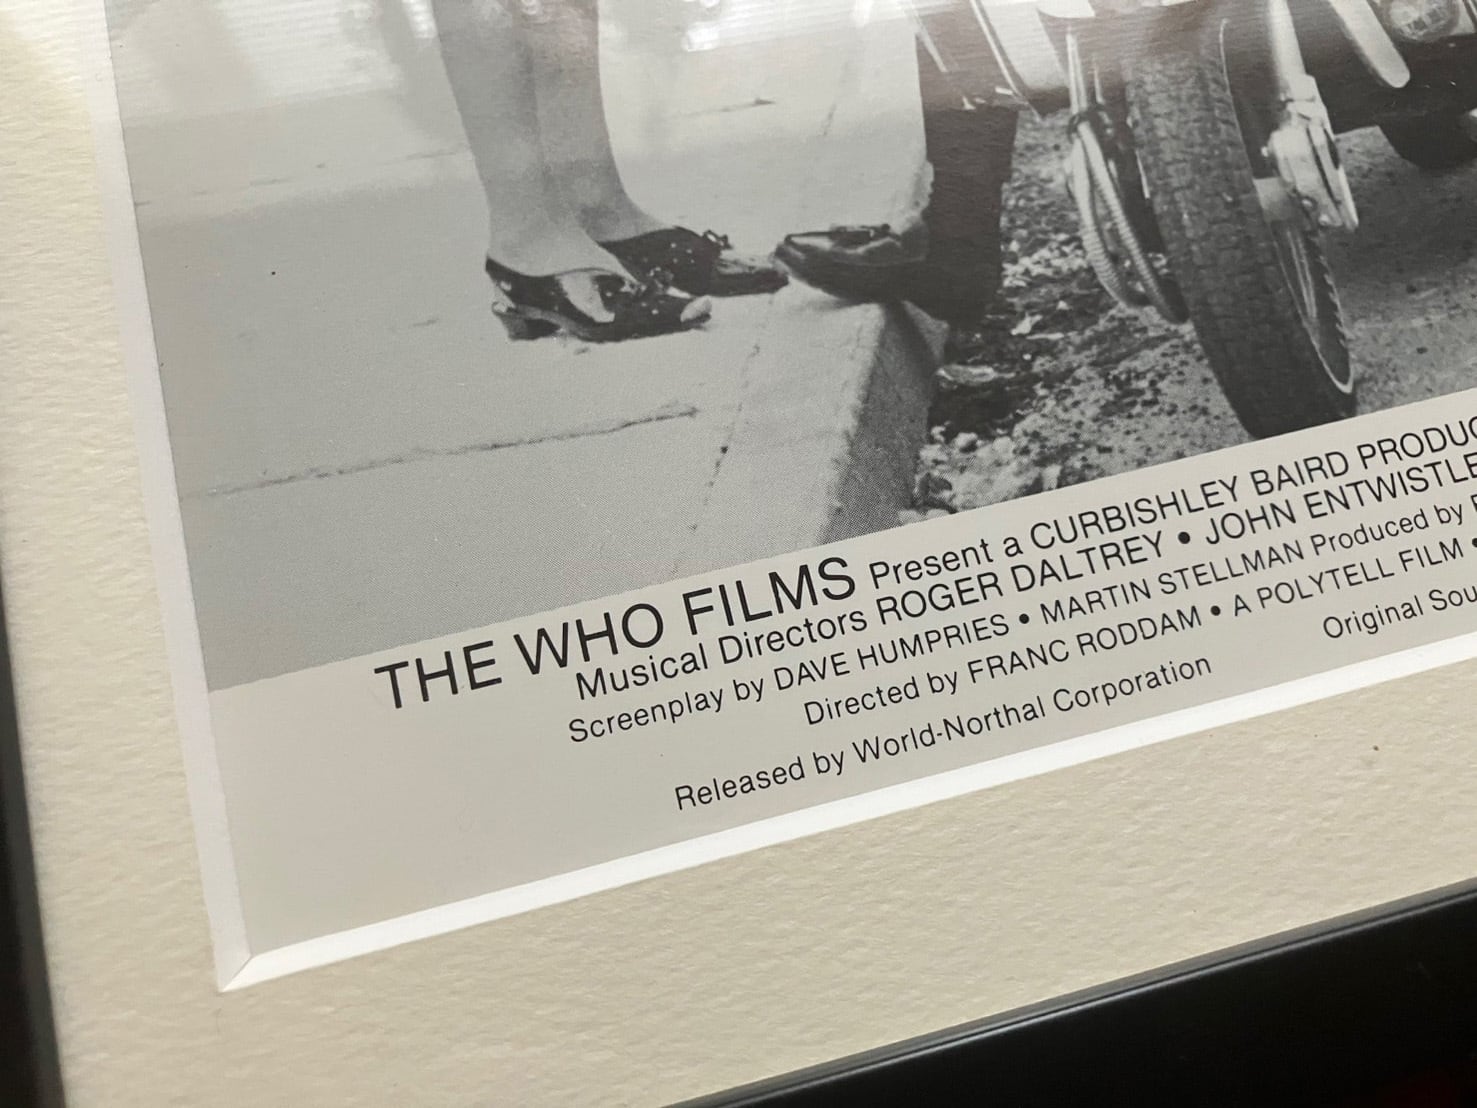 THE WHO FILMS Present a CURBISHLEY BAIRD PRODUC
Musical Directors ROGER DALTREY • JOHN ENTWISTLE
Screenplay by DAVE HUMPRIES • MARTIN STELLMAN Produced by
Directed by FRANC RODDAM • A POLYTELL FILM •
Released by World-Northal Corporation
Original Sou